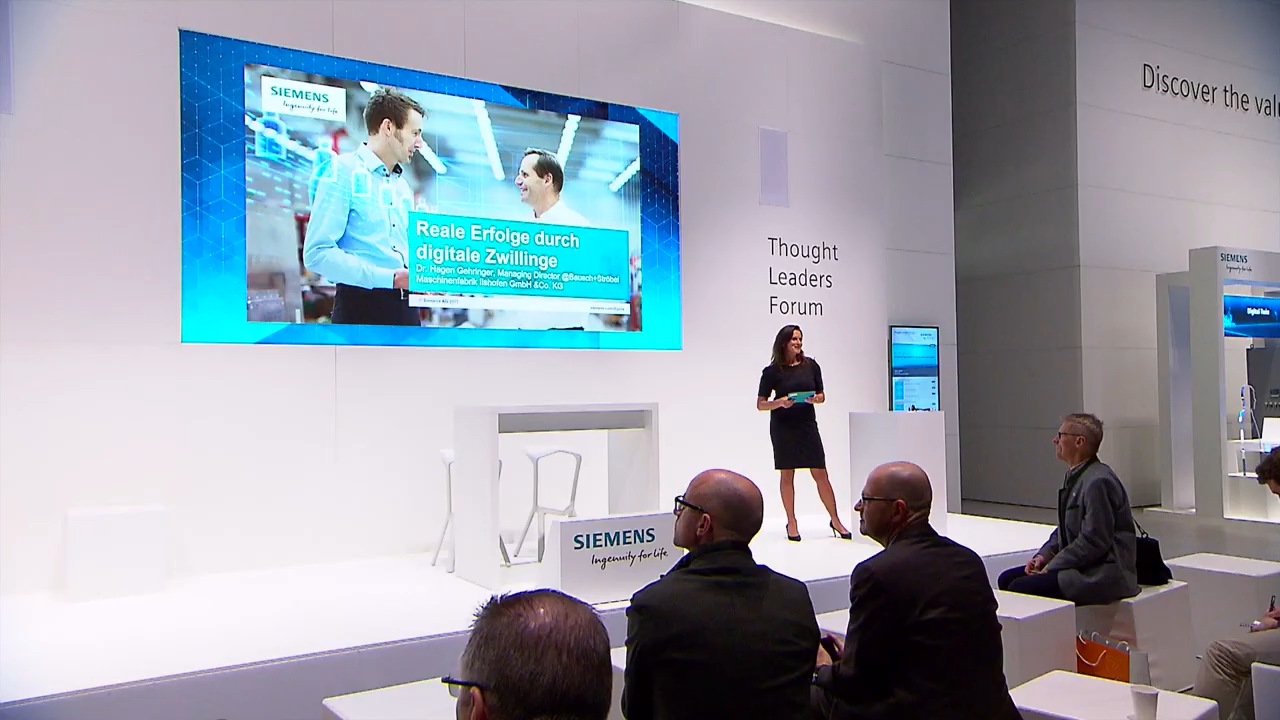 SIEMENS
Ingenuity for life
Reale Erfolge durch
digitale Zwillinge
Dr. Hagen Gehringer, Managing Director @Bausch+Ströbel
Maschinenfabrik Ilshofen GmbH &Co. KG
Thought
Leaders
Forum
Discover the val
SIEMENS
Ingenuity for life
SIEMENS
Ingenuity for life